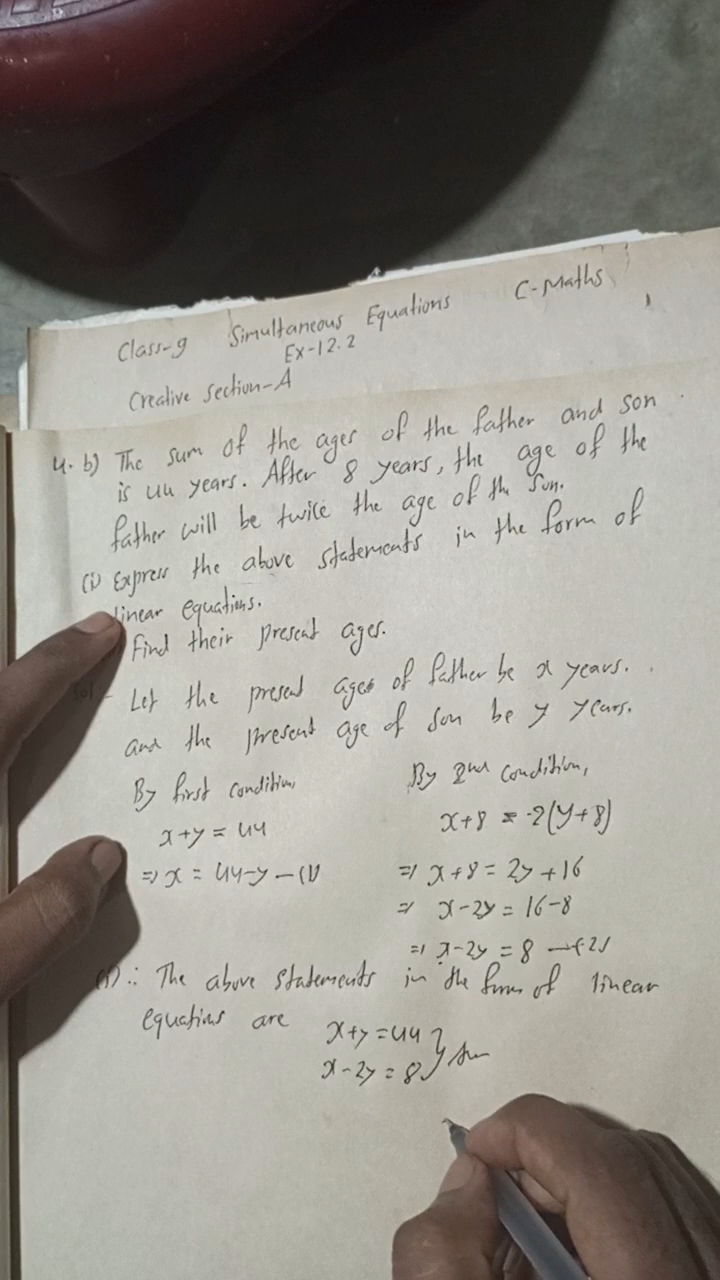 C-Maths
Class-9 Simultaneous Equations
Ex-12.2
Creative Section-A
4. b) The sum of the ages of the father and son
is 44 years. After 8 years, the age of the
father will be twice the age of the son.
(i) Express the above statements in the form of
linear equations.
Find their present ages.
Sol:- Let the present ages of father be x years.
and the present age of son be y years.
By first condition,
x+y = 44
=> x = 44-y - (1)
By 2nd condition,
x+8 = 2(y+8)
=> x+8 = 2y+16
=> x-2y = 16-8
=> x-2y = 8 - (2)
(i) ∴ The above statements in the form of linear
equations are x+y = 44
x-2y = 8 } Ans